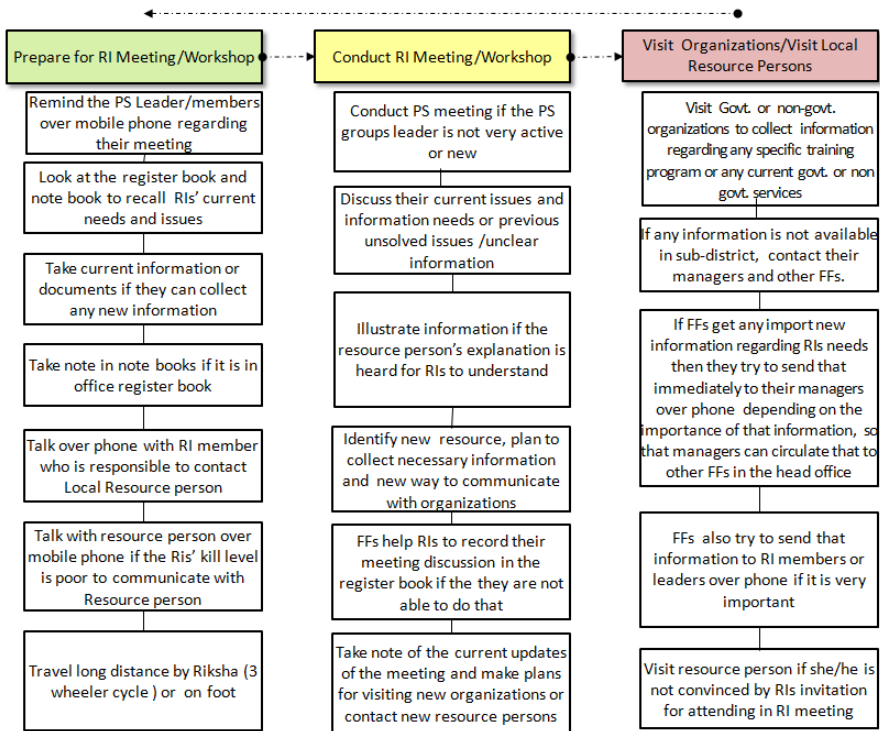 Prepare for RI Meeting/Workshop
Remind the PS Leader/members
over mobile phone regarding
their meeting
Look at the register book and
note book to recall RIs' current
needs and issues
Take current information or
documents if they can collect
any new information
Take note in note books if it is in
office register book
Talk over phone with RI member
who is responsible to contact
Local Resource person
Talk with resource person over
mobile phone if the Ris' kill level
is poor to communicate with
Resource person
Travel long distance by Riksha (3
wheeler cycle ) or on foot
Conduct RI Meeting/Workshop
Conduct PS meeting if the PS
groups leader is not very active
or new
Discuss their current issues and
information needs or previous
unsolved issues /unclear
information
Illustrate information if the
resource person's explanation is
heard for RIs to understand
Identify new resource, plan to
collect necessary information
and new way to communicate
with organizations
FFs help RIs to record their
meeting discussion in the
register book if the they are not
able to do that
Take note of the current updates
of the meeting and make plans
for visiting new organizations or
contact new resource persons
Visit Organizations/Visit Local
Resource Persons
Visit Govt. or non-govt.
organizations to collect information
regarding any specific training
program or any current govt. or non
govt. services
If any information is not available
in sub-district, contact their
managers and other FFs.
If FFs get any import new
information regarding RIs needs
then they try to send that
immediately to their managers
over phone depending on the
importance of that information, so
that managers can circulate that to
other FFs in the head office
FFs also try to send that
information to RI members or
leaders over phone if it is very
important
Visit resource person if she/he is
not convinced by RIs invitation
for attending in RI meeting